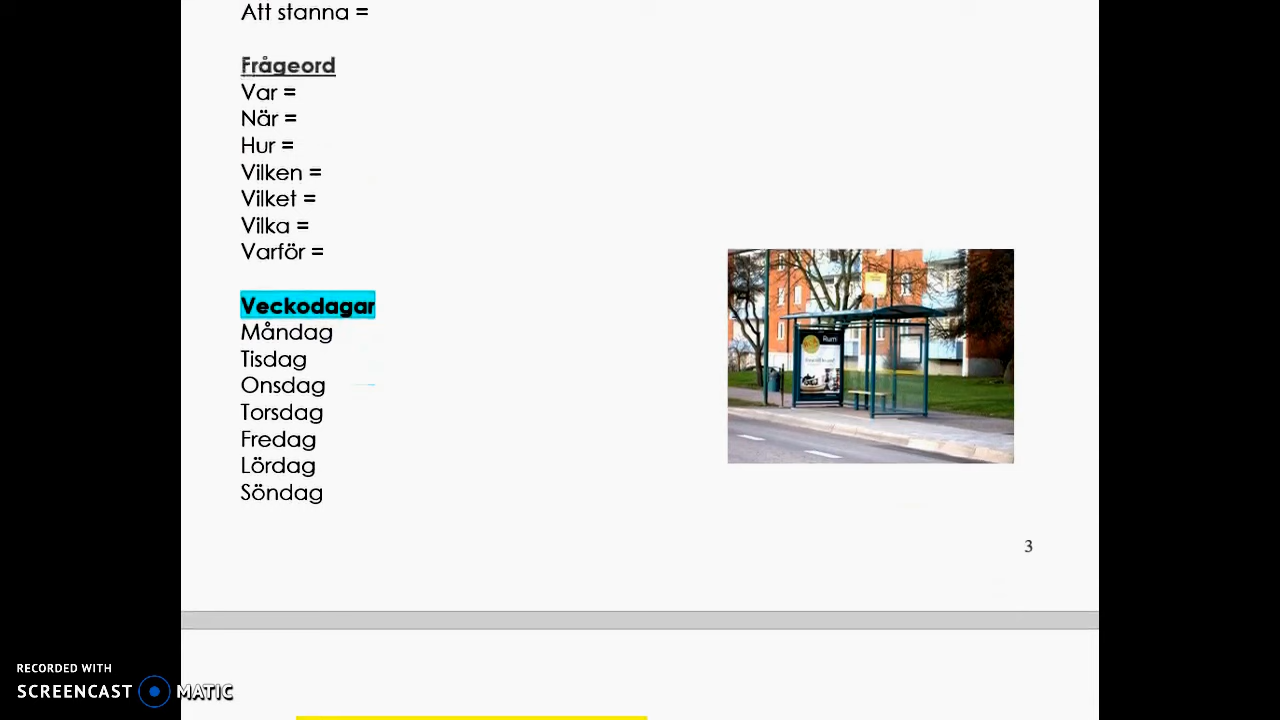 Att stanna =
Frågeord
Var =
När =
Hur =
Vilken =
Vilket =
Vilka =
Varför =
Veckodagar
Måndag
Tisdag
Onsdag
Torsdag
Fredag
Lördag
Söndag
Rum
3
RECORDED WITH
SCREENCAST MATIC